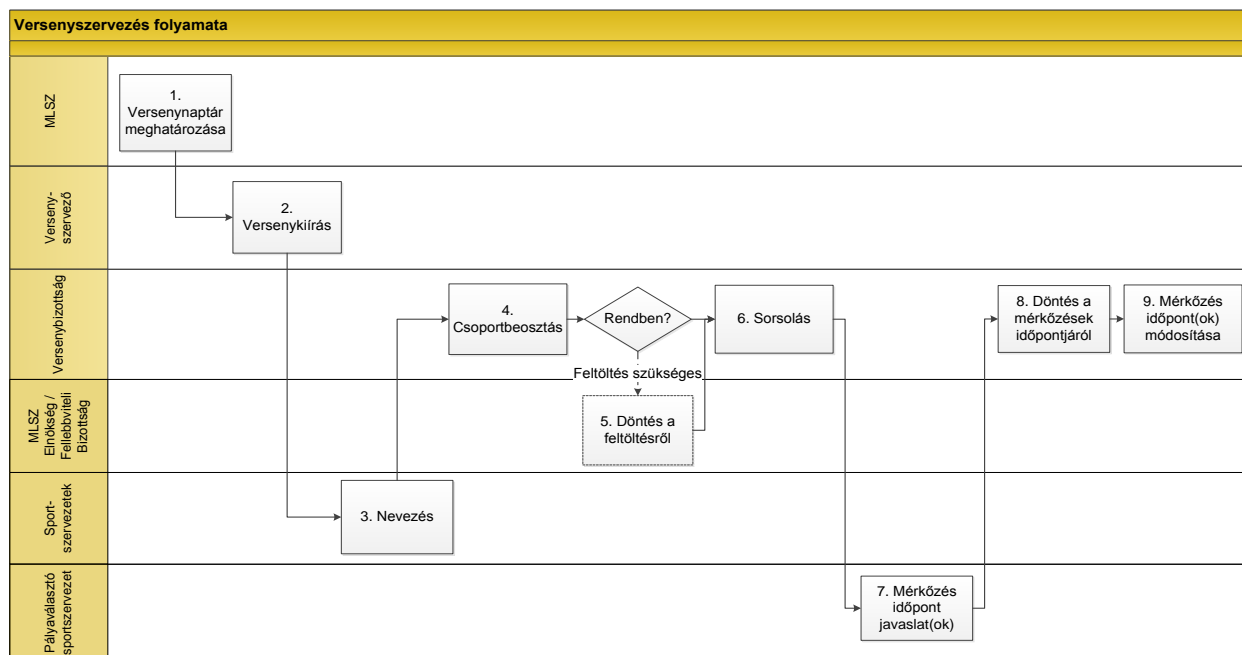 Versenyszervezés folyamata
MLSZ
1.
Versenynaptár
meghatározása
Verseny-
szervező
2.
Versenykiírás
Versenybizottság
4.
Csoportbeosztás
Rendben?
6. Sorsolás
8. Döntés a
mérkőzések
időpontjáról
9. Mérkőzés
időpont(ok)
módosítása
Feltöltés szükséges
MLSZ
Elnökség /
Fellebbviteli
Bizottság
5. Döntés a
feltöltésről
Sport-
szervezetek
3. Nevezés
Pályaválasztó
sportszervezet
7. Mérkőzés
időpont
javaslat(ok)